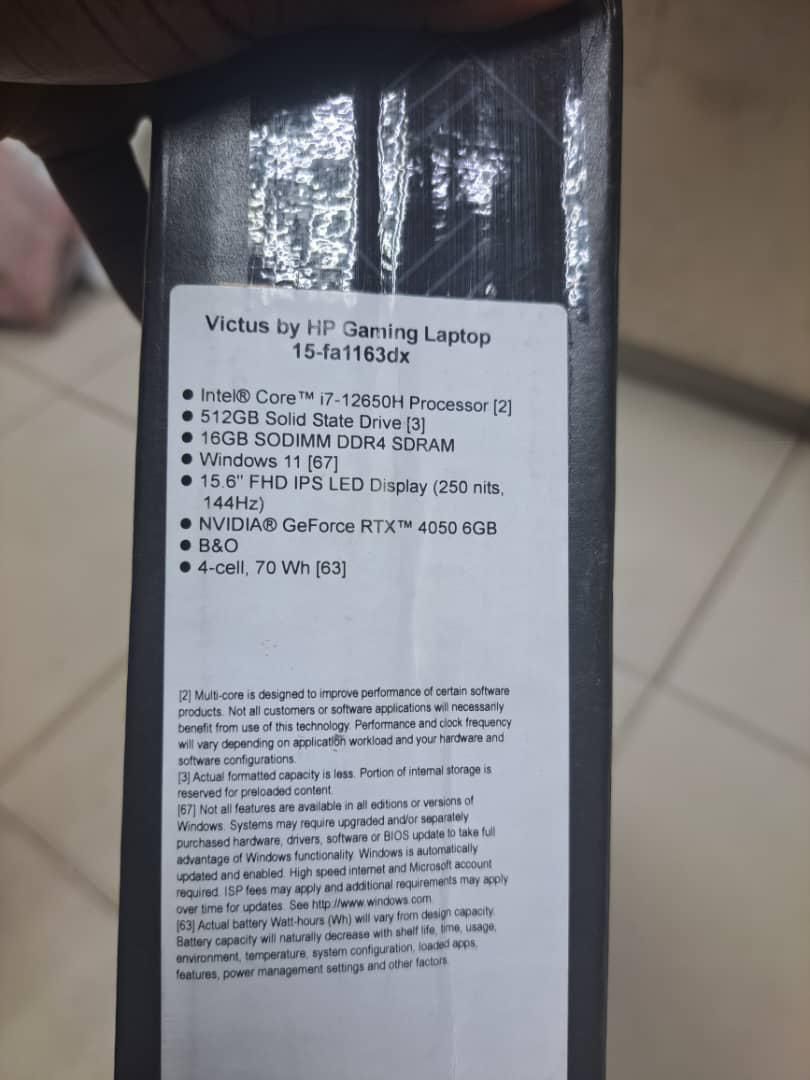 Victus by HP Gaming Laptop
15-fa1163dx
● Intel® Core™ i7-12650H Processor [2]
● 512GB Solid State Drive [3]
● 16GB SODIMM DDR4 SDRAM
● Windows 11 [67]
● 15.6" FHD IPS LED Display (250 nits,
144Hz)
● NVIDIA® GeForce RTX™ 4050 6GB
● B&O
● 4-cell, 70 Wh [63]
[2] Multi-core is designed to improve performance of certain software
products. Not all customers or software applications will necessarily
benefit from use of this technology. Performance and clock frequency
will vary depending on application workload and your hardware and
software configurations.
[3] Actual formatted capacity is less. Portion of internal storage is
reserved for preloaded content.
[67] Not all features are available in all editions or versions of
Windows. Systems may require upgraded and/or separately
purchased hardware, drivers, software or BIOS update to take full
advantage of Windows functionality. Windows is automatically
updated and enabled. High speed internet and Microsoft account
required. ISP fees may apply and additional requirements may apply
over time for updates. See http://www.windows.com.
[63] Actual battery Watt-hours (Wh) will vary from design capacity.
Battery capacity will naturally decrease with shelf life, time, usage,
environment, temperature, system configuration, loaded apps,
features, power management settings and other factors.